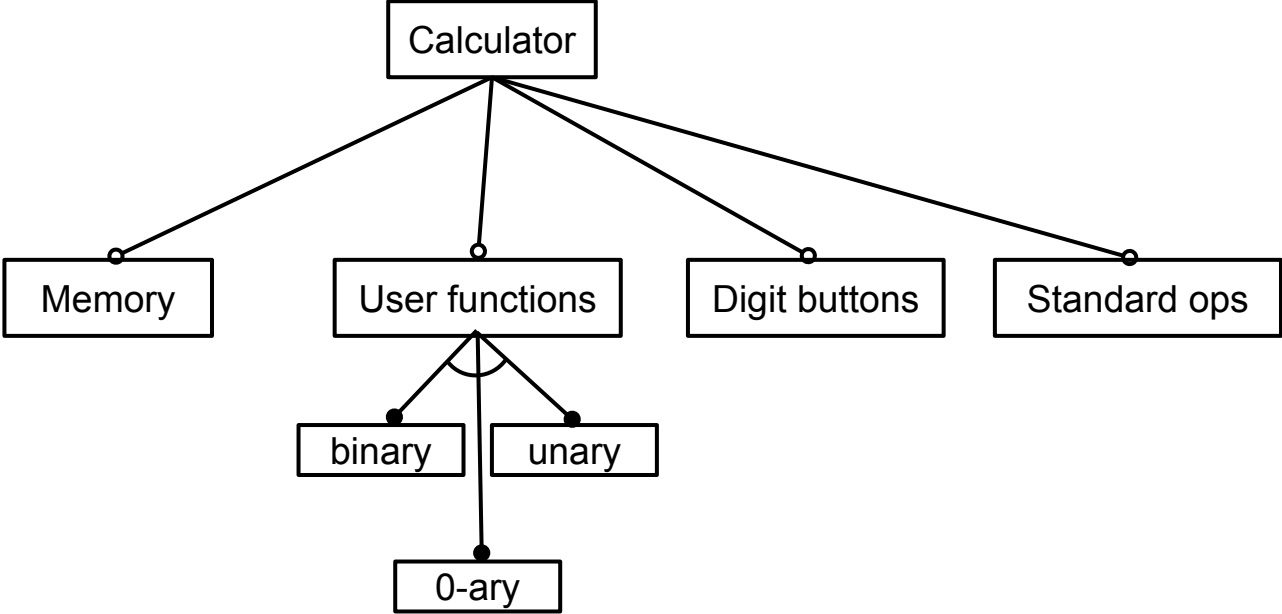 Calculator
Memory
User functions
Digit buttons
Standard ops
binary
unary
0-ary